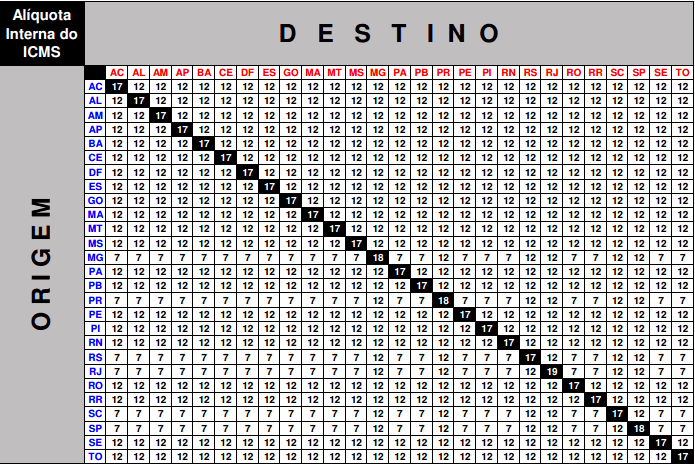 Alíquota
Interna do
ICMS
DESTINO
ORIGEM
AC AL AM AP BA CE DF ES GO MA MT MS MG PA PB PR PE PI RN RS RJ RO RR SC SP SE TO
AC 17 12 12 12 12 12 12 12 12 12 12 12 12 12 12 12 12 12 12 12 12 12 12 12 12 12 12
AL 12 17 12 12 12 12 12 12 12 12 12 12 12 12 12 12 12 12 12 12 12 12 12 12 12 12 12
AM 12 12 17 12 12 12 12 12 12 12 12 12 12 12 12 12 12 12 12 12 12 12 12 12 12 12 12
AP 12 12 12 17 12 12 12 12 12 12 12 12 12 12 12 12 12 12 12 12 12 12 12 12 12 12 12
BA 12 12 12 12 17 12 12 12 12 12 12 12 12 12 12 12 12 12 12 12 12 12 12 12 12 12 12
CE 12 12 12 12 12 17 12 12 12 12 12 12 12 12 12 12 12 12 12 12 12 12 12 12 12 12 12
DF 12 12 12 12 12 12 17 12 12 12 12 12 12 12 12 12 12 12 12 12 12 12 12 12 12 12 12
ES 12 12 12 12 12 12 12 17 12 12 12 12 12 12 12 12 12 12 12 12 12 12 12 12 12 12 12
GO 12 12 12 12 12 12 12 12 17 12 12 12 12 12 12 12 12 12 12 12 12 12 12 12 12 12 12
MA 12 12 12 12 12 12 12 12 12 17 12 12 12 12 12 12 12 12 12 12 12 12 12 12 12 12 12
MT 12 12 12 12 12 12 12 12 12 12 17 12 12 12 12 12 12 12 12 12 12 12 12 12 12 12 12
MS 12 12 12 12 12 12 12 12 12 12 12 17 12 12 12 12 12 12 12 12 12 12 12 12 12 12 12
MG 7 7 7 7 7 7 7 7 7 7 7 7 18 7 7 12 7 7 7 12 12 7 7 12 12 7 7
PA 12 12 12 12 12 12 12 12 12 12 12 12 12 17 12 12 12 12 12 12 12 12 12 12 12 12 12
PB 12 12 12 12 12 12 12 12 12 12 12 12 12 12 17 12 12 12 12 12 12 12 12 12 12 12 12
PR 7 7 7 7 7 7 7 7 7 7 7 7 12 7 7 18 7 7 7 12 12 7 7 12 12 7 7
PE 12 12 12 12 12 12 12 12 12 12 12 12 12 12 12 12 17 12 12 12 12 12 12 12 12 12 12
PI 12 12 12 12 12 12 12 12 12 12 12 12 12 12 12 12 12 17 12 12 12 12 12 12 12 12 12
RN 12 12 12 12 12 12 12 12 12 12 12 12 12 12 12 12 12 12 17 12 12 12 12 12 12 12 12
RS 7 7 7 7 7 7 7 7 7 7 7 7 12 7 7 12 7 7 7 17 12 7 7 12 12 7 7
RJ 7 7 7 7 7 7 7 7 7 7 7 7 12 7 7 12 7 7 7 12 19 7 7 12 12 7 7
RO 12 12 12 12 12 12 12 12 12 12 12 12 12 12 12 12 12 12 12 12 12 17 12 12 12 12 12
RR 12 12 12 12 12 12 12 12 12 12 12 12 12 12 12 12 12 12 12 12 12 12 17 12 12 12 12
SC 7 7 7 7 7 7 7 7 7 7 7 7 12 7 7 12 7 7 7 12 12 7 7 17 12 7 7
SP 7 7 7 7 7 7 7 7 7 7 7 7 12 7 7 12 7 7 7 12 12 7 7 12 18 7 7
SE 12 12 12 12 12 12 12 12 12 12 12 12 12 12 12 12 12 12 12 12 12 12 12 12 12 17 12
TO 12 12 12 12 12 12 12 12 12 12 12 12 12 12 12 12 12 12 12 12 12 12 12 12 12 12 17